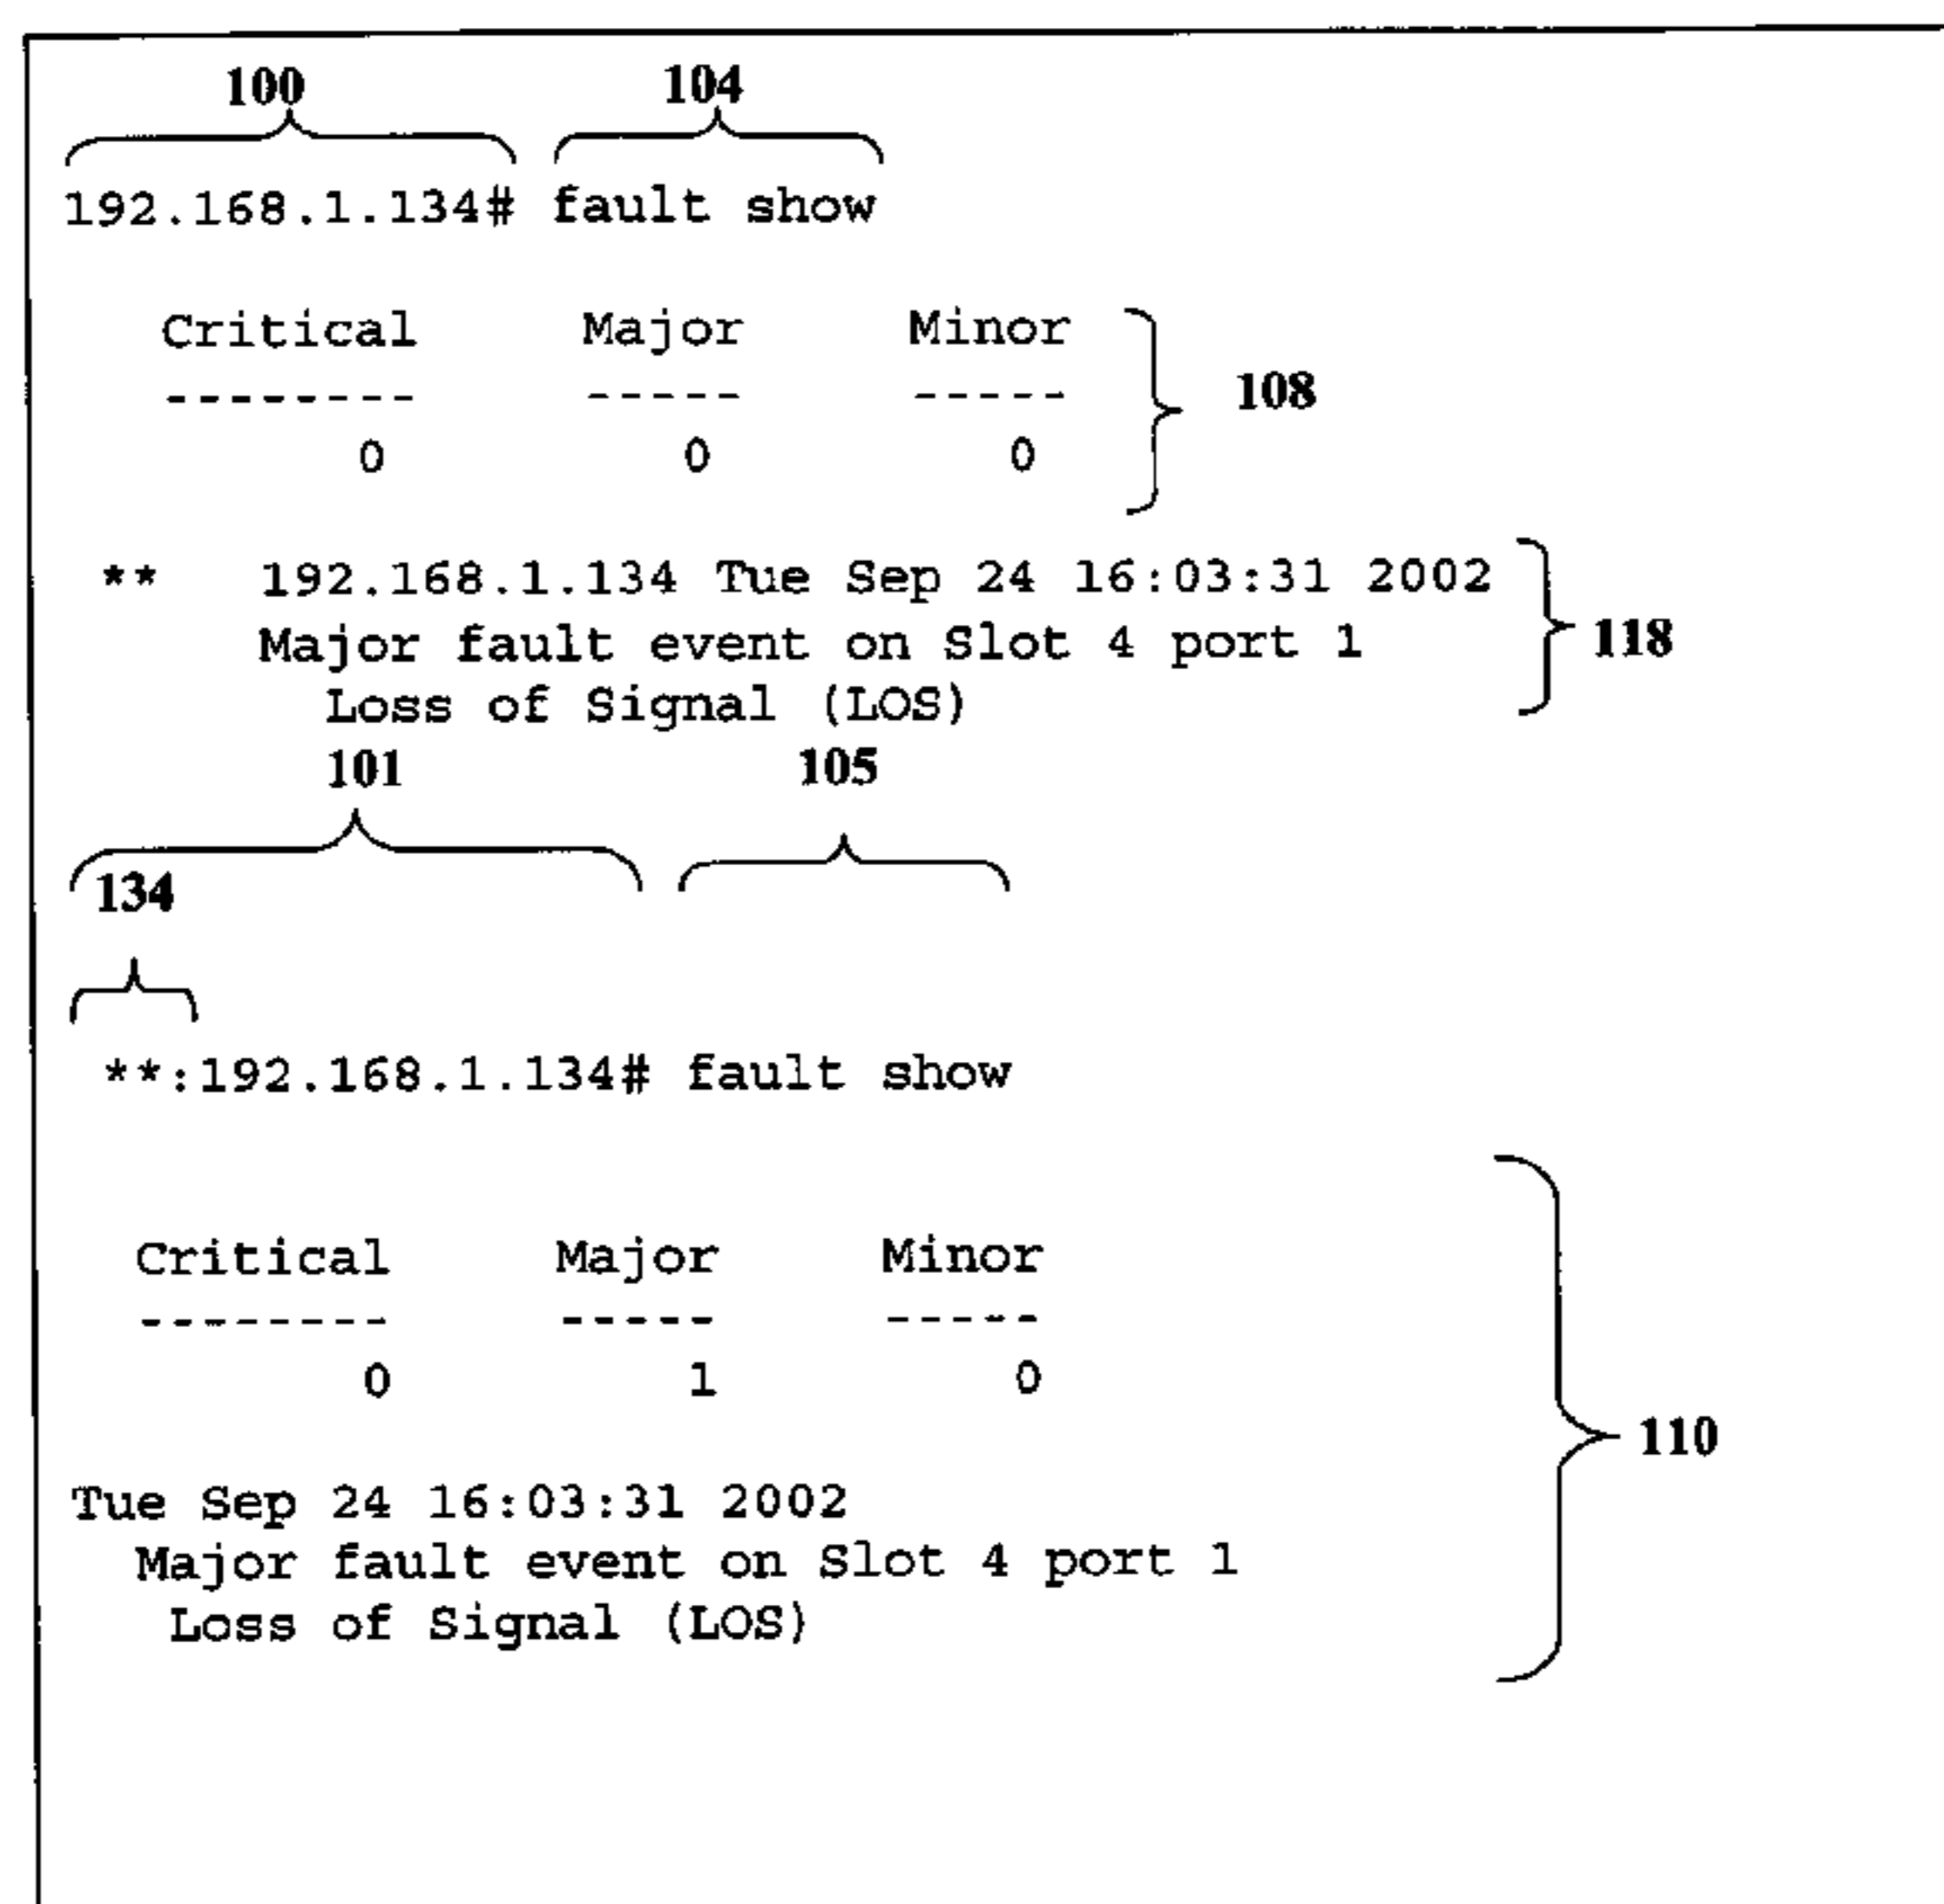 100 104
192.168.1.134# fault show
Critical Major Minor
-------- ----- -----
108
0 0 0
** 192.168.1.134 Tue Sep 24 16:03:31 2002
Major fault event on Slot 4 port 1
118
Loss of Signal (LOS)
101 105
134
**:192.168.1.134# fault show
Critical Major Minor
-------- ----- -----
0 1 0
110
Tue Sep 24 16:03:31 2002
Major fault event on Slot 4 port 1
Loss of Signal (LOS)